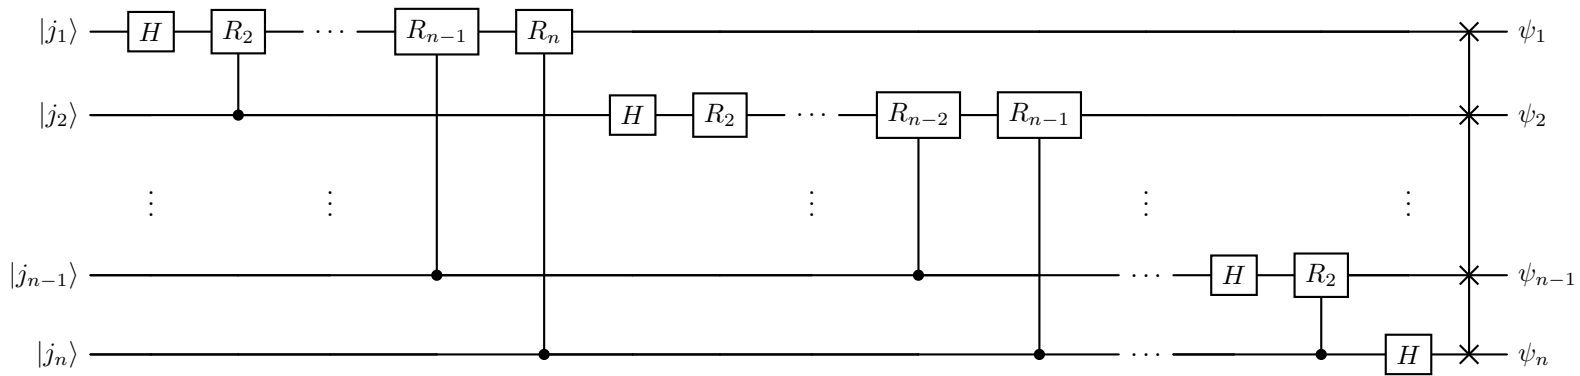 |j₁⟩ H R₂ ··· Rₙ₋₁ Rₙ ψ₁
|j₂⟩ H R₂ ··· Rₙ₋₂ Rₙ₋₁ ψ₂
⋮ ⋮ ⋮ ⋮ ⋮
|jₙ₋₁⟩ ··· H R₂ ψₙ₋₁
|jₙ⟩ ··· H ψₙ